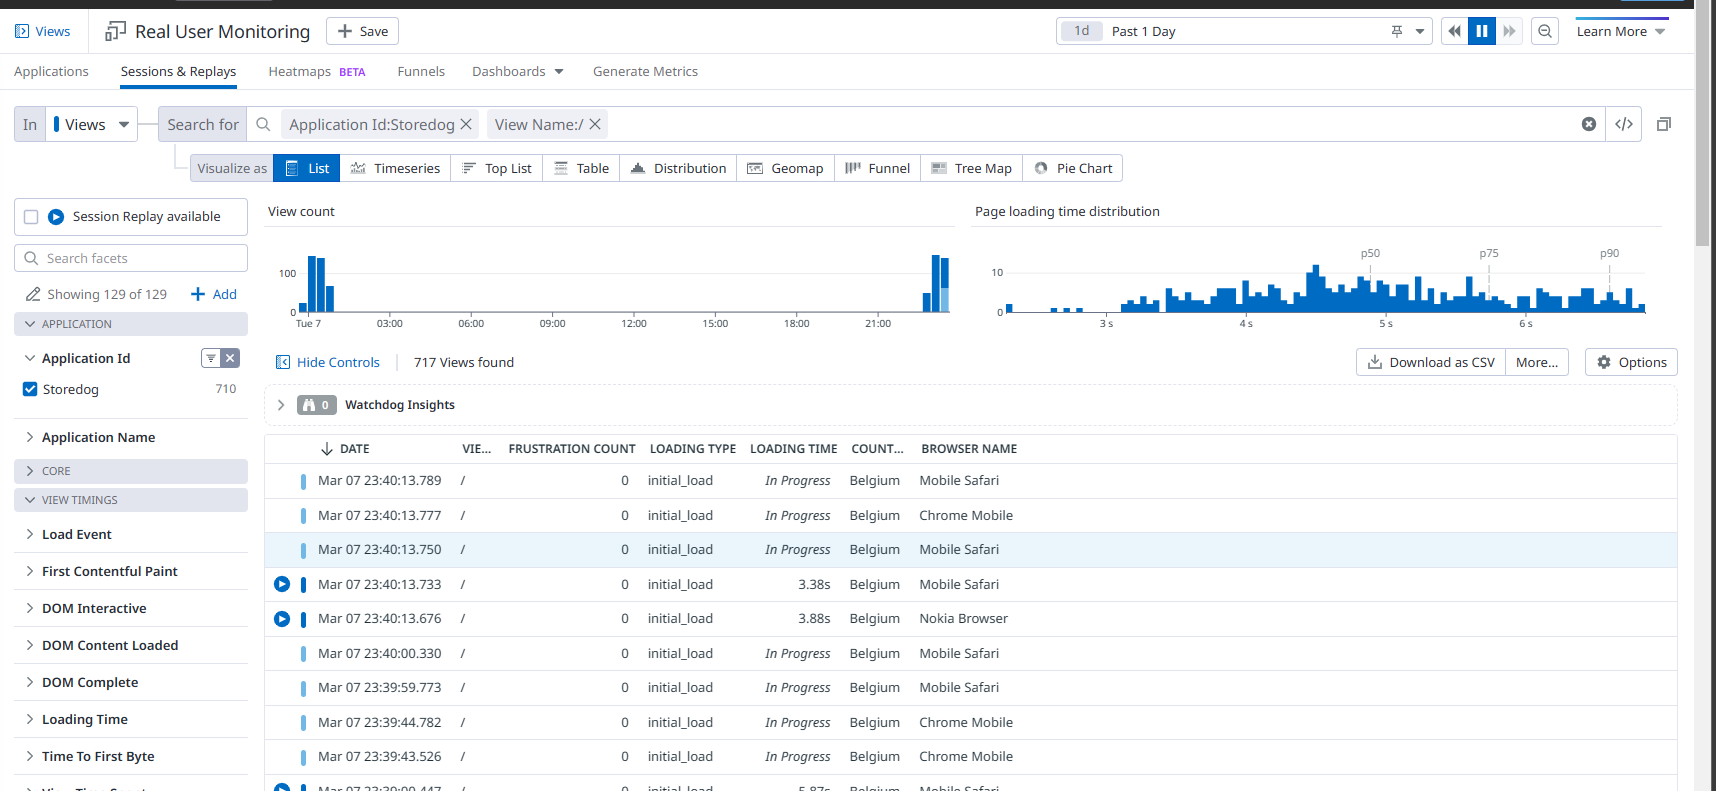 Views
Real User Monitoring
Save
1d Past 1 Day
Learn More
Applications Sessions & Replays Heatmaps BETA Funnels Dashboards Generate Metrics
In Views Search for Application Id:Storedog View Name:/ </>
Visualize as List Timeseries Top List Table Distribution Geomap Funnel Tree Map Pie Chart
Session Replay available
Search facets
Showing 129 of 129 Add
APPLICATION
Application Id
Storedog 710
Application Name
CORE
VIEW TIMINGS
Load Event
First Contentful Paint
DOM Interactive
DOM Content Loaded
DOM Complete
Loading Time
Time To First Byte
View count
100
0
Tue 7 03:00 06:00 09:00 12:00 15:00 18:00 21:00
Page loading time distribution
p50 p75 p90
10
0
3 s 4 s 5 s 6 s
Hide Controls 717 Views found
Download as CSV More... Options
0 Watchdog Insights
DATE VIE... FRUSTRATION COUNT LOADING TYPE LOADING TIME COUNT... BROWSER NAME
Mar 07 23:40:13.789 / 0 initial_load In Progress Belgium Mobile Safari
Mar 07 23:40:13.777 / 0 initial_load In Progress Belgium Chrome Mobile
Mar 07 23:40:13.750 / 0 initial_load In Progress Belgium Mobile Safari
Mar 07 23:40:13.733 / 0 initial_load 3.38s Belgium Mobile Safari
Mar 07 23:40:13.676 / 0 initial_load 3.88s Belgium Nokia Browser
Mar 07 23:40:00.330 / 0 initial_load In Progress Belgium Mobile Safari
Mar 07 23:39:59.773 / 0 initial_load In Progress Belgium Mobile Safari
Mar 07 23:39:44.782 / 0 initial_load In Progress Belgium Chrome Mobile
Mar 07 23:39:43.526 / 0 initial_load In Progress Belgium Chrome Mobile
Mar 07 23:39:00.447 / 0 initial_load 5.87s Belgium Mobile Safari